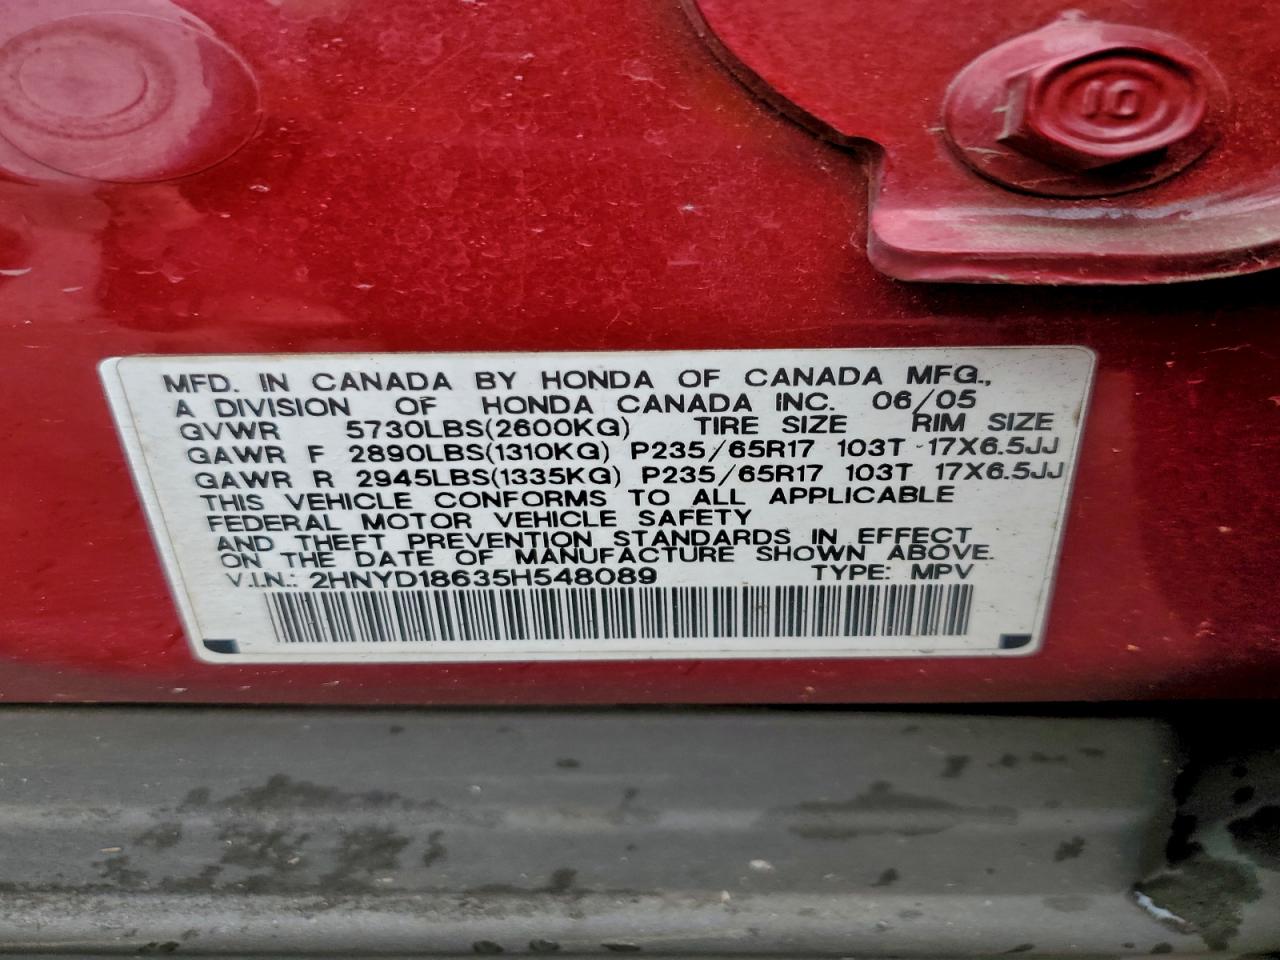 10
MFD. IN CANADA BY HONDA OF CANADA MFG.,
A DIVISION OF HONDA CANADA INC. 06/05
GVWR 5730LBS(2600KG) TIRE SIZE RIM SIZE
GAWR F 2890LBS(1310KG) P235/65R17 103T 17X6.5JJ
GAWR R 2945LBS(1335KG) P235/65R17 103T 17X6.5JJ
THIS VEHICLE CONFORMS TO ALL APPLICABLE
FEDERAL MOTOR VEHICLE SAFETY
AND THEFT PREVENTION STANDARDS IN EFFECT
ON THE DATE OF MANUFACTURE SHOWN ABOVE.
V.I.N.: 2HNYD18635H548089 TYPE: MPV